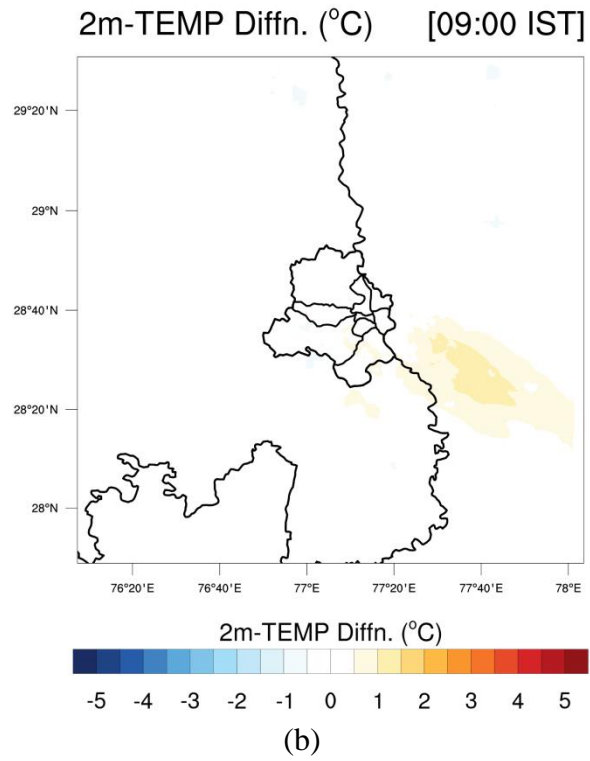 2m-TEMP Diffn. (°C) [09:00 IST]
29°20'N
29°N
28°40'N
28°20'N
28°N
76°20'E 76°40'E 77°E 77°20'E 77°40'E 78°E
2m-TEMP Diffn. (°C)
-5 -4 -3 -2 -1 0 1 2 3 4 5
(b)